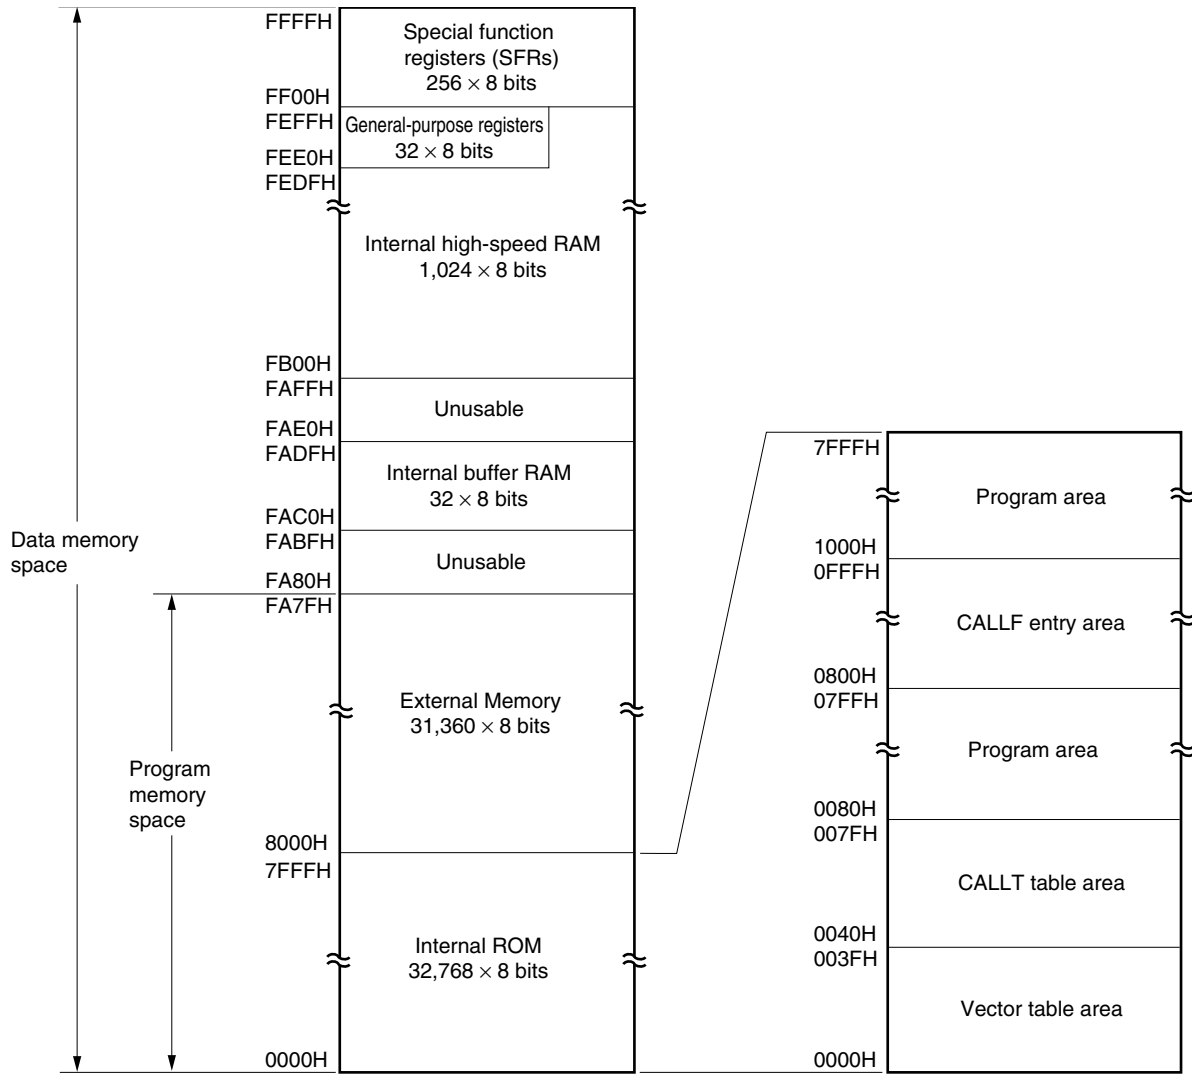 FFFFH
Special function
registers (SFRs)
256 × 8 bits
FF00H
FEFFH
General-purpose registers
32 × 8 bits
FEE0H
FEDFH
Internal high-speed RAM
1,024 × 8 bits
FB00H
FAFFH
Unusable
FAE0H
FADFH
Internal buffer RAM
32 × 8 bits
FAC0H
FABFH
Unusable
FA80H
FA7FH
Data memory
space
External Memory
31,360 × 8 bits
Program
memory
space
8000H
7FFFH
Internal ROM
32,768 × 8 bits
0000H
7FFFH
Program area
1000H
0FFFH
CALLF entry area
0800H
07FFH
Program area
0080H
007FH
CALLT table area
0040H
003FH
Vector table area
0000H